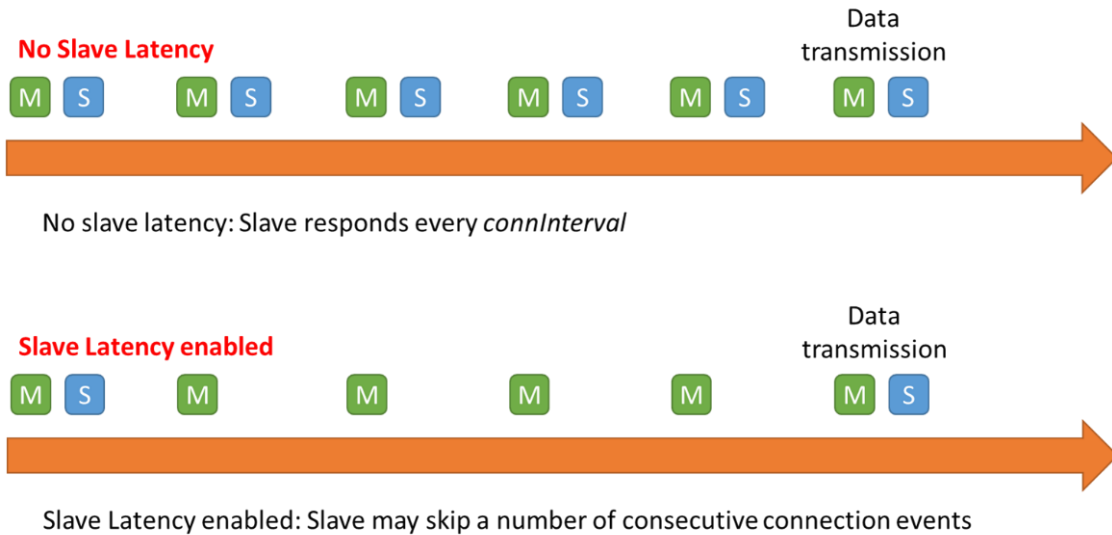 Data
transmission
No Slave Latency
M S M S M S M S M S M S
No slave latency: Slave responds every connInterval
Data
transmission
Slave Latency enabled
M S M M M M M S
Slave Latency enabled: Slave may skip a number of consecutive connection events